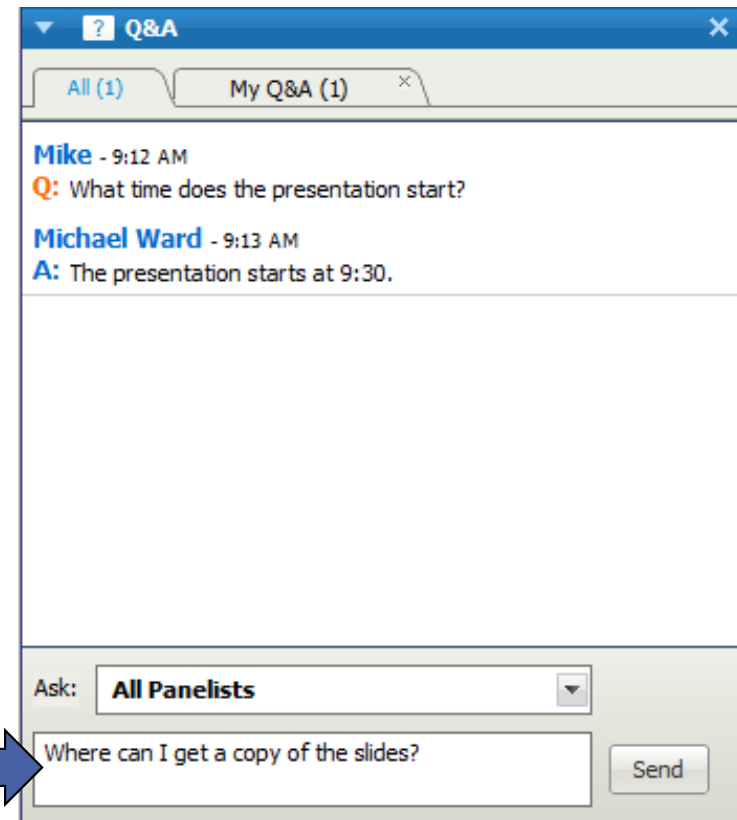 ? Q&A
All (1) My Q&A (1)
Mike - 9:12 AM
Q: What time does the presentation start?
Michael Ward - 9:13 AM
A: The presentation starts at 9:30.
Ask: All Panelists
Where can I get a copy of the slides?
Send